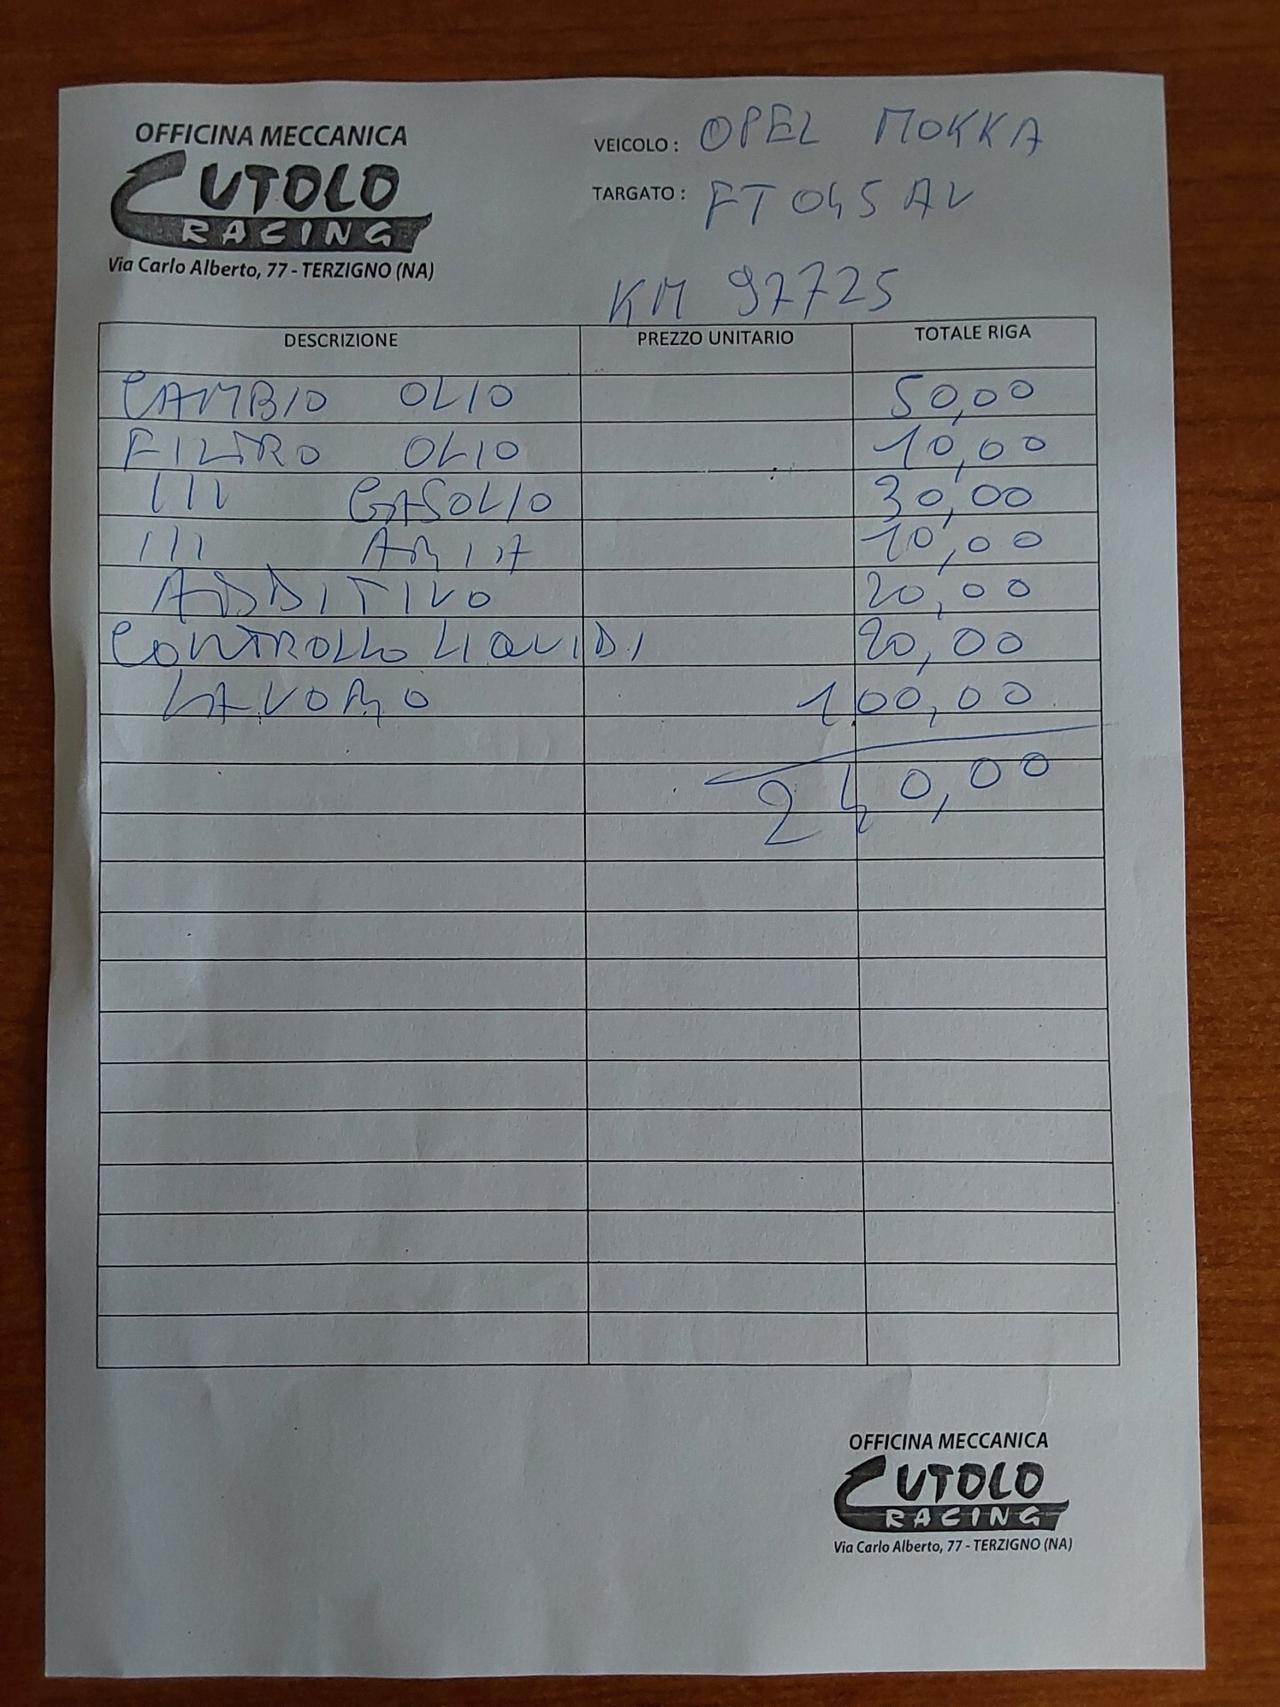 OFFICINA MECCANICA
CUTOLO
RACING
Via Carlo Alberto, 77 - TERZIGNO (NA)
VEICOLO : OPEL MOKKA
TARGATO : FT045AV
KM 97725
DESCRIZIONE PREZZO UNITARIO TOTALE RIGA
CAMBIO OLIO 50,00
FILTRO OLIO 10,00
111 GASOLIO 30,00
111 ARIA 10,00
ADDITIVO 20,00
CONTROLLO LIQUIDI 20,00
LAVORO 100,00
240,00
OFFICINA MECCANICA
CUTOLO
RACING
Via Carlo Alberto, 77 - TERZIGNO (NA)